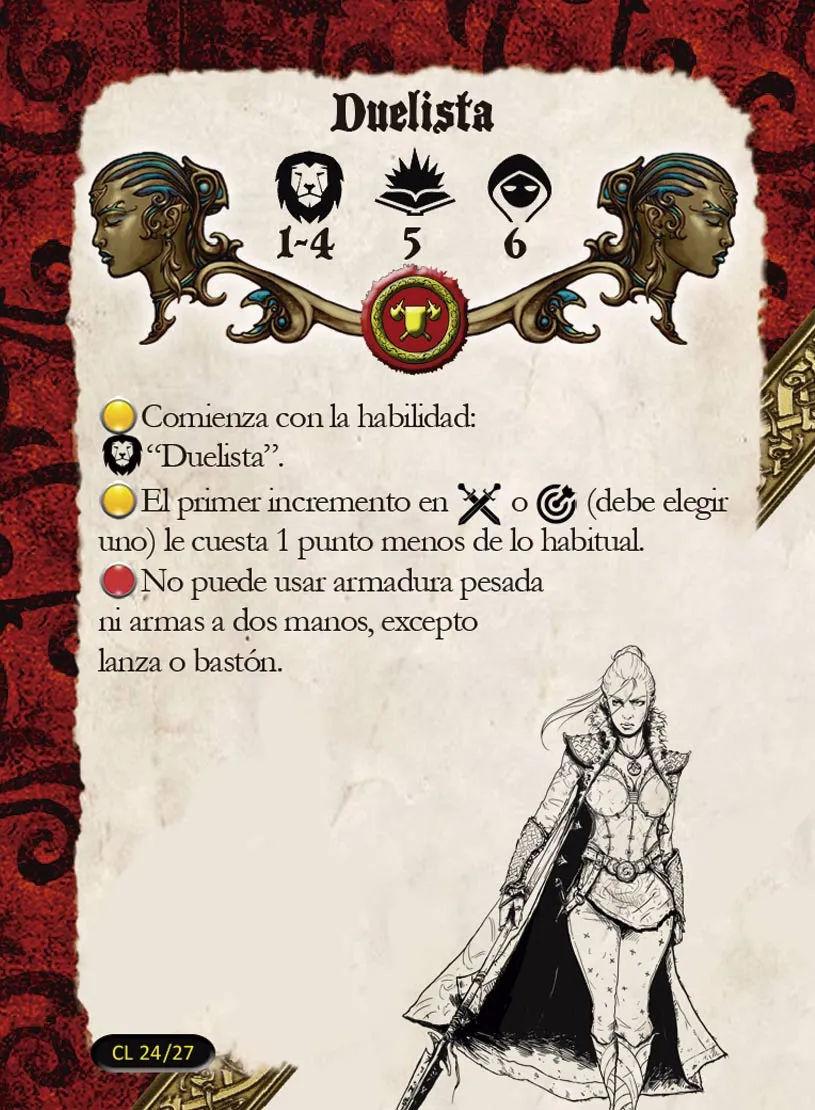 Duelista
1-4 5 6
Comienza con la habilidad:
“Duelista”.
El primer incremento en o (debe elegir
uno) le cuesta 1 punto menos de lo habitual.
No puede usar armadura pesada
ni armas a dos manos, excepto
lanza o bastón.
CL 24/27